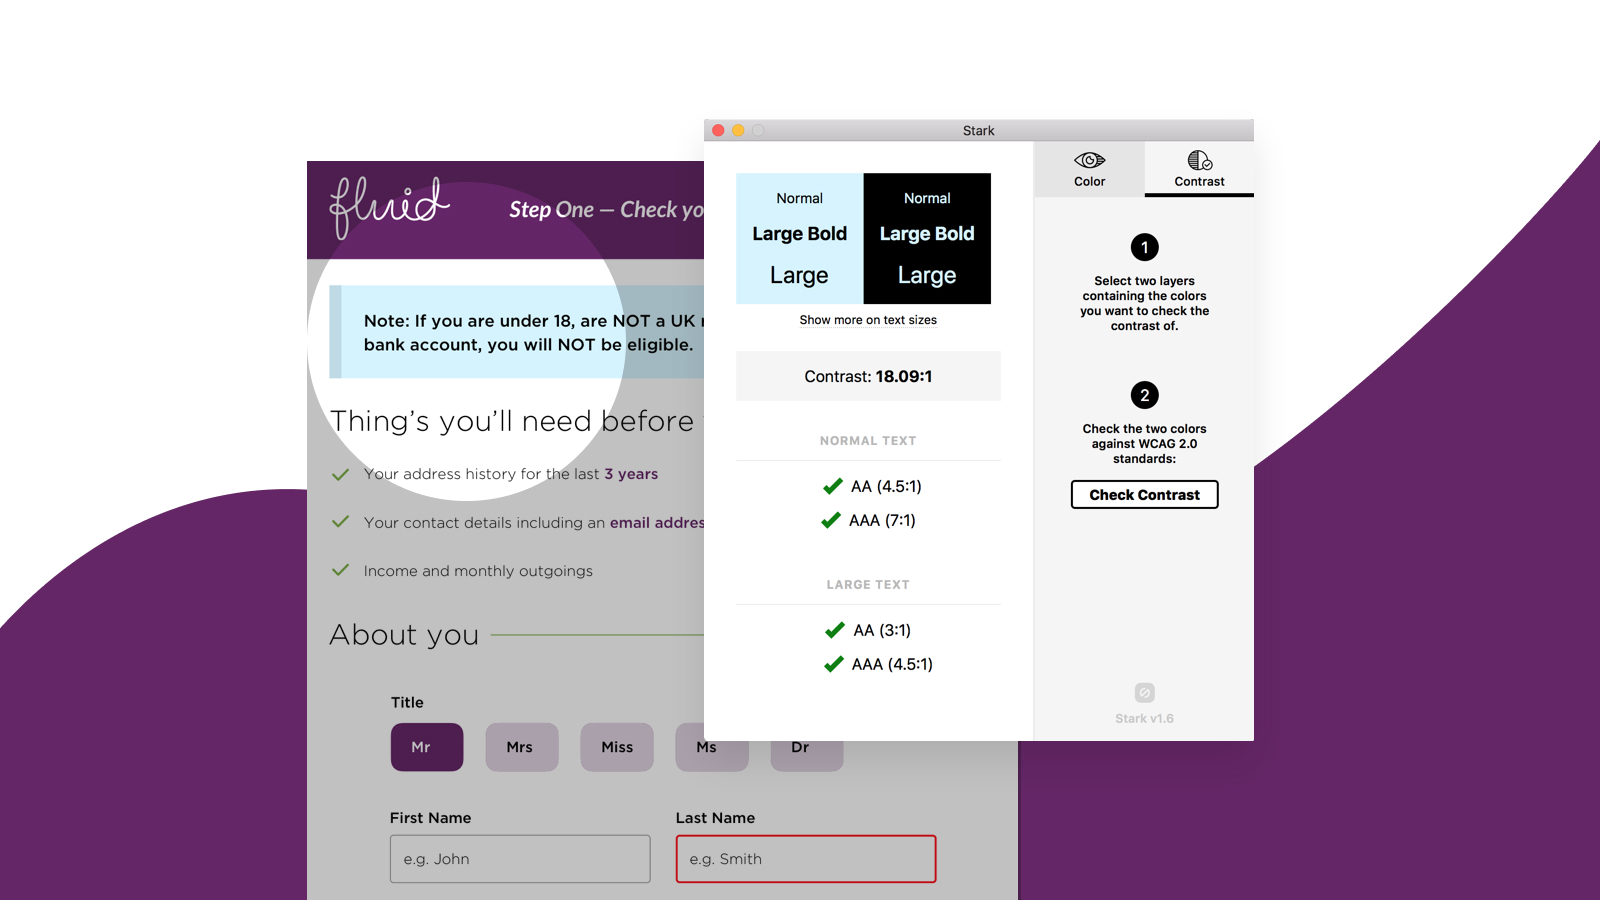 fluid
Step One – Check yo
Note: If you are under 18, are NOT a UK
bank account, you will NOT be eligible.
Thing’s you’ll need before
Your address history for the last 3 years
Your contact details including an email addres
Income and monthly outgoings
About you
Title
Mr
Mrs
Miss
Ms
Dr
First Name
Last Name
e.g. John
e.g. Smith
Stark
Normal
Large Bold
Large
Normal
Large Bold
Large
Show more on text sizes
Contrast: 18.09:1
NORMAL TEXT
AA (4.5:1)
AAA (7:1)
LARGE TEXT
AA (3:1)
AAA (4.5:1)
Color
Contrast
1
Select two layers
containing the colors
you want to check the
contrast of.
2
Check the two colors
against WCAG 2.0
standards:
Check Contrast
Stark v1.6